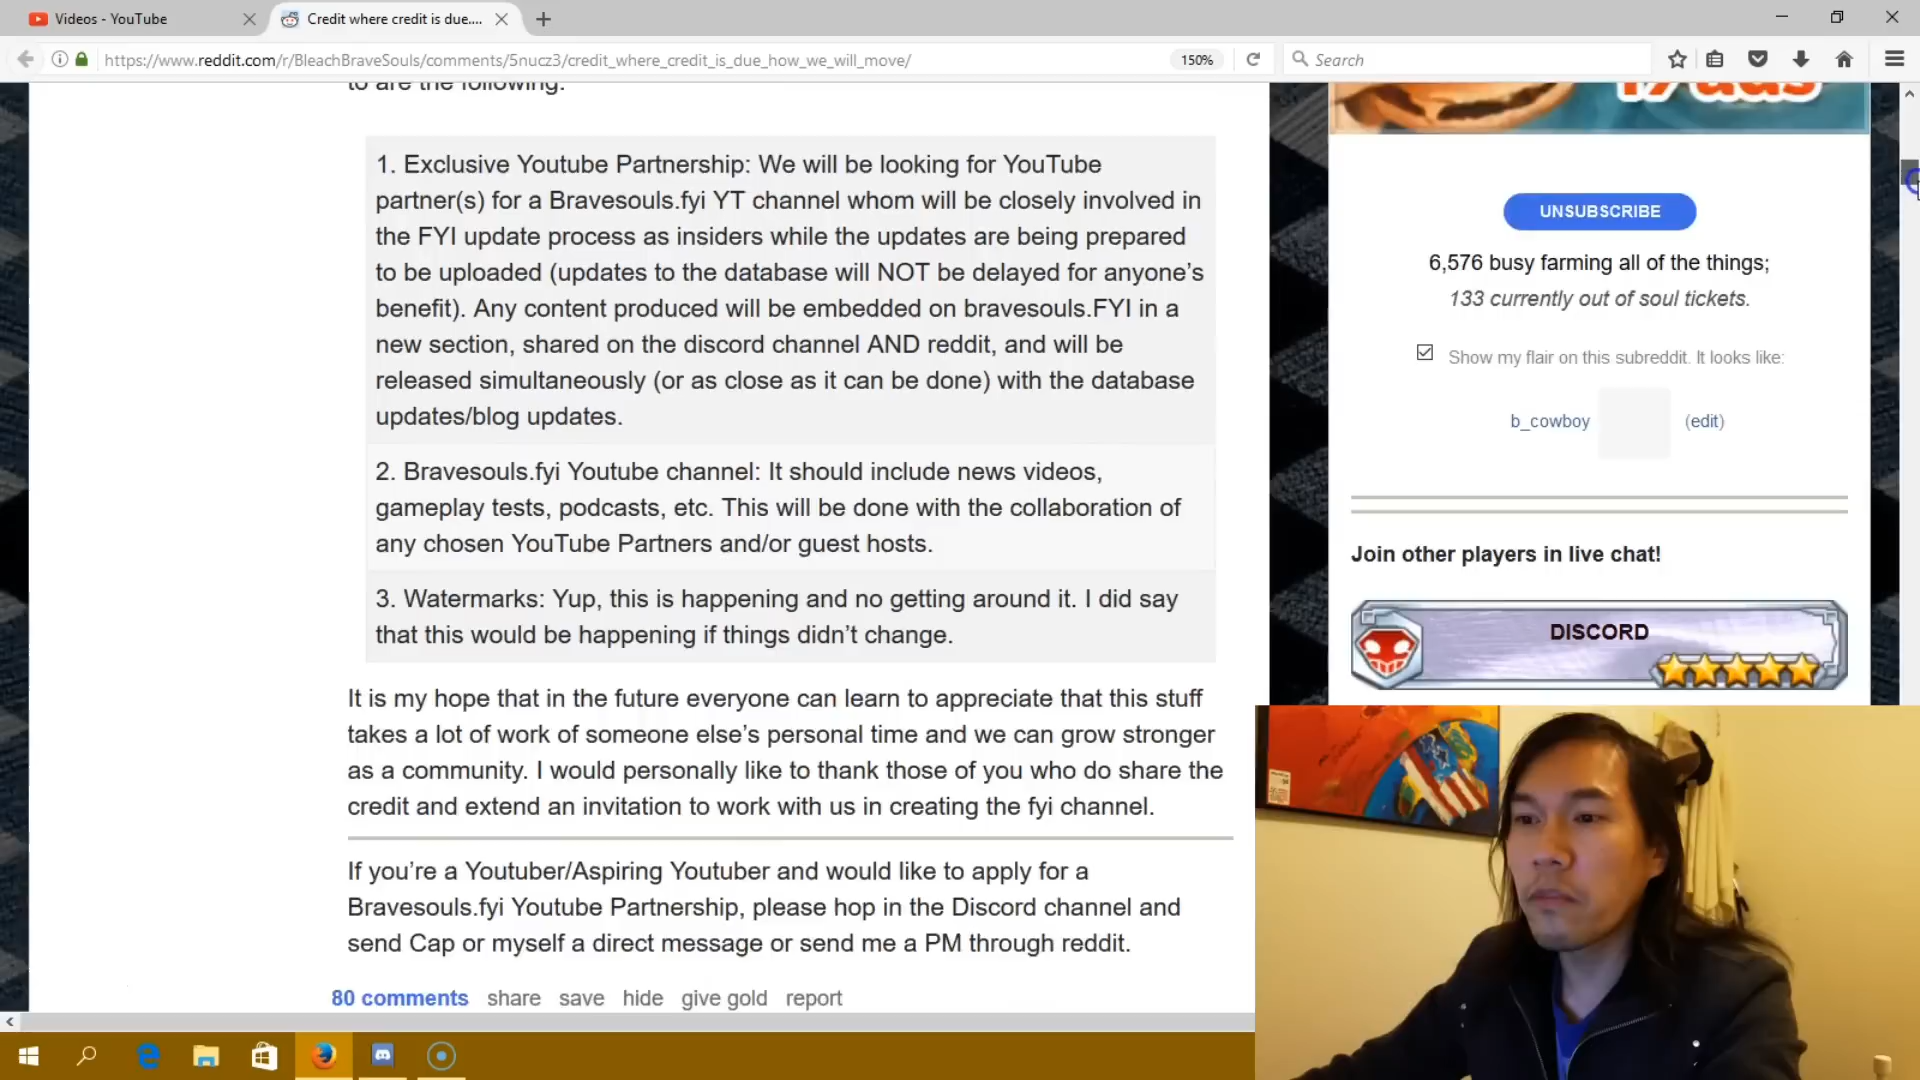 Videos - YouTube
Credit where credit is due....
https://www.reddit.com/r/BleachBraveSouls/comments/5nucz3/credit_where_credit_is_due_how_we_will_move/
150%
Search
to are the following:
1. Exclusive Youtube Partnership: We will be looking for YouTube
partner(s) for a Bravesouls.fyi YT channel whom will be closely involved in
the FYI update process as insiders while the updates are being prepared
to be uploaded (updates to the database will NOT be delayed for anyone's
benefit). Any content produced will be embedded on bravesouls.FYI in a
new section, shared on the discord channel AND reddit, and will be
released simultaneously (or as close as it can be done) with the database
updates/blog updates.
2. Bravesouls.fyi Youtube channel: It should include news videos,
gameplay tests, podcasts, etc. This will be done with the collaboration of
any chosen YouTube Partners and/or guest hosts.
3. Watermarks: Yup, this is happening and no getting around it. I did say
that this would be happening if things didn't change.
It is my hope that in the future everyone can learn to appreciate that this stuff
takes a lot of work of someone else's personal time and we can grow stronger
as a community. I would personally like to thank those of you who do share the
credit and extend an invitation to work with us in creating the fyi channel.
If you're a Youtuber/Aspiring Youtuber and would like to apply for a
Bravesouls.fyi Youtube Partnership, please hop in the Discord channel and
send Cap or myself a direct message or send me a PM through reddit.
80 comments share save hide give gold report
UNSUBSCRIBE
6,576 busy farming all of the things;
133 currently out of soul tickets.
Show my flair on this subreddit. It looks like:
b_cowboy (edit)
Join other players in live chat!
DISCORD